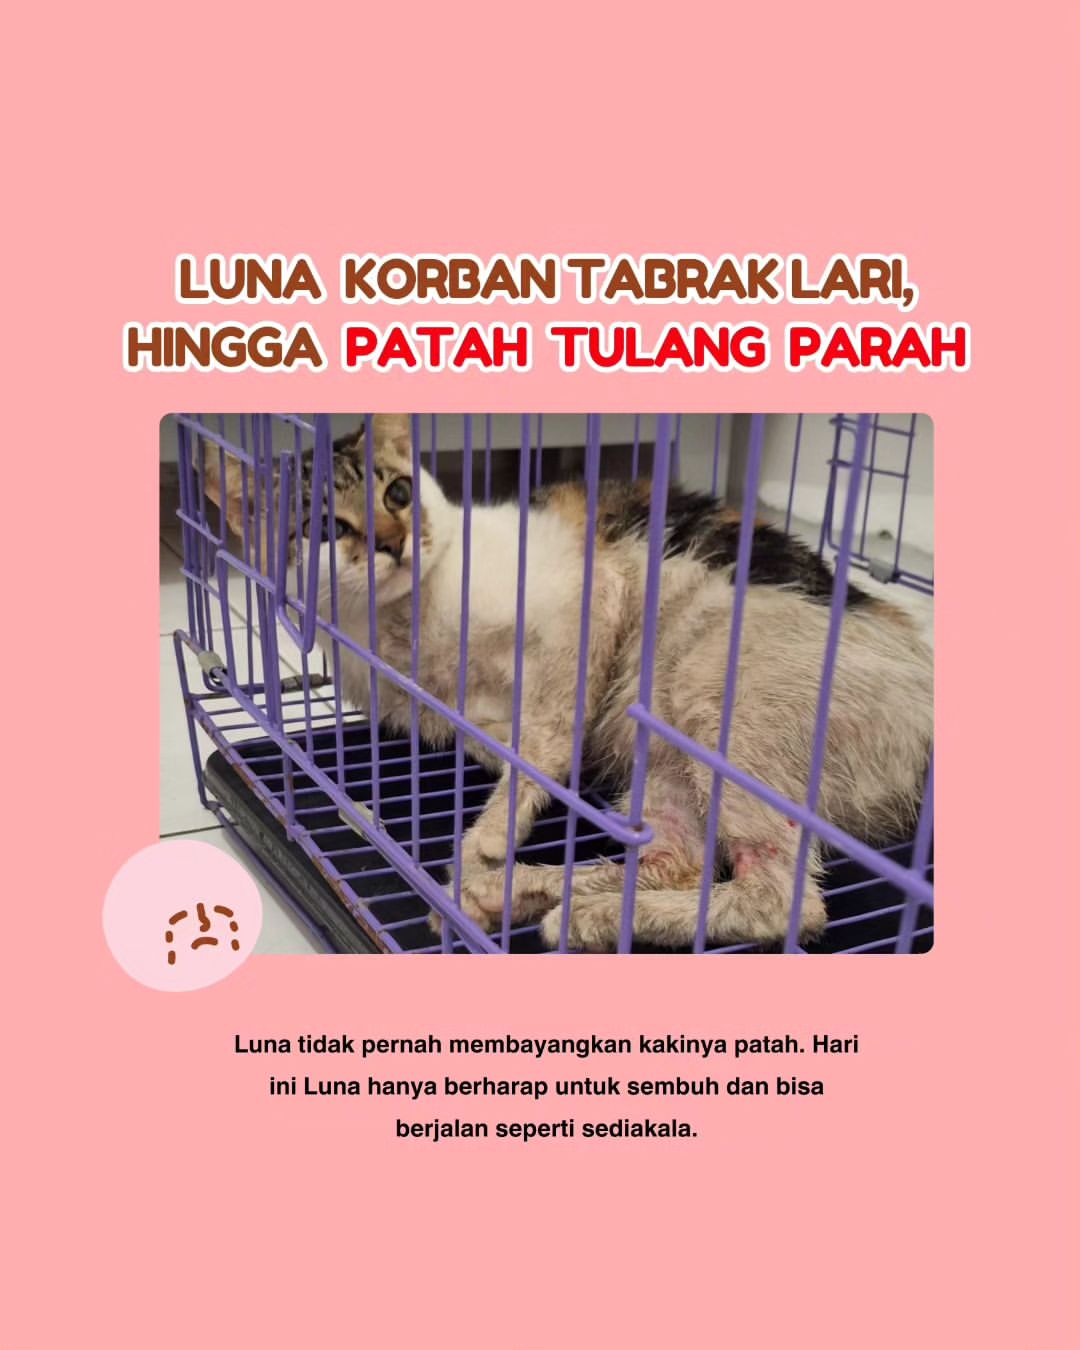 LUNA KORBAN TABRAK LARI,
HINGGA PATAH TULANG PARAH
Luna tidak pernah membayangkan kakinya patah. Hari
ini Luna hanya berharap untuk sembuh dan bisa
berjalan seperti sediakala.